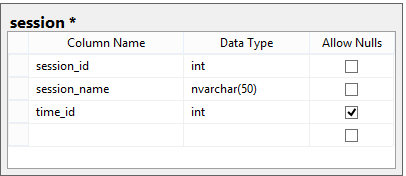 session *
Column Name Data Type Allow Nulls
session_id int
session_name nvarchar(50)
time_id int